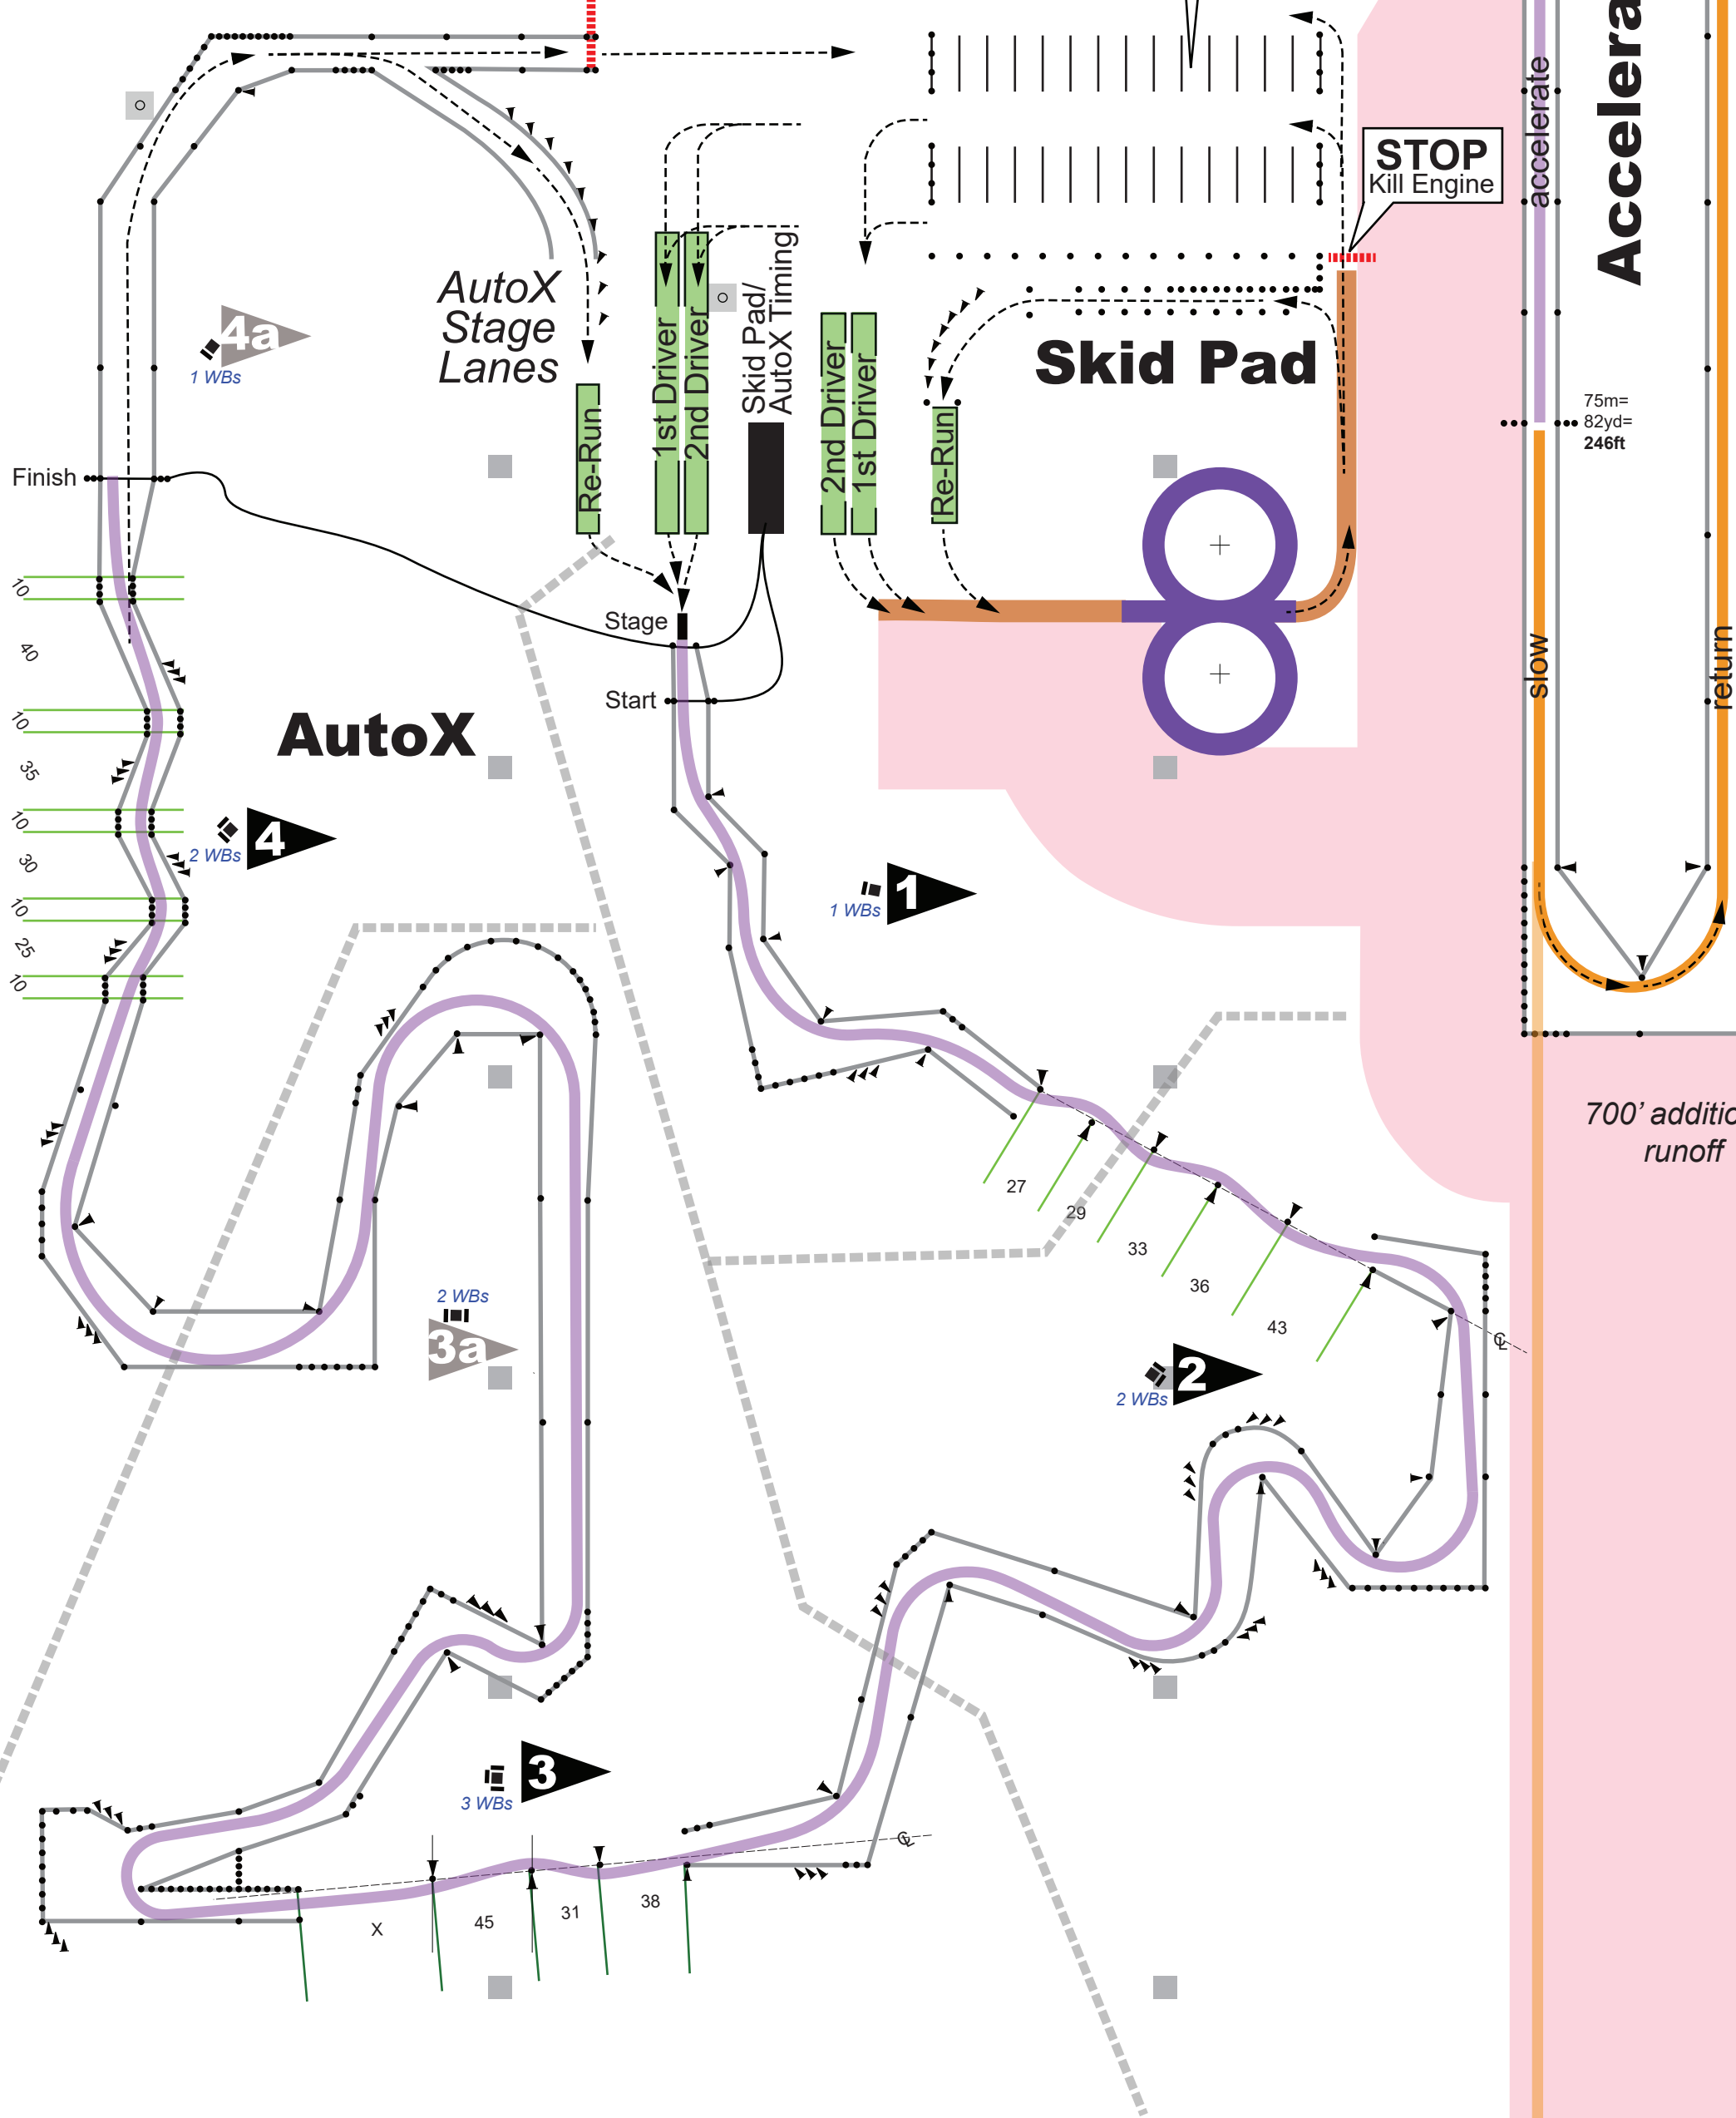 Accelera
accelerate
STOP
Kill Engine
4a
1 WBs
AutoX
Stage
Lanes
Re-Run
1st Driver
2nd Driver
Skid Pad/
AutoX Timing
2nd Driver
1st Driver
Re-Run
Skid Pad
75m=
82yd=
246ft
Finish
Stage
Start
slow
return
10
40
10
35
10
30
10
25
10
AutoX
4
2 WBs
1
1 WBs
700’ additio
runoff
27
29
33
36
43
CL
2
2 WBs
2 WBs
3a
3
3 WBs
CL
X
45
31
38